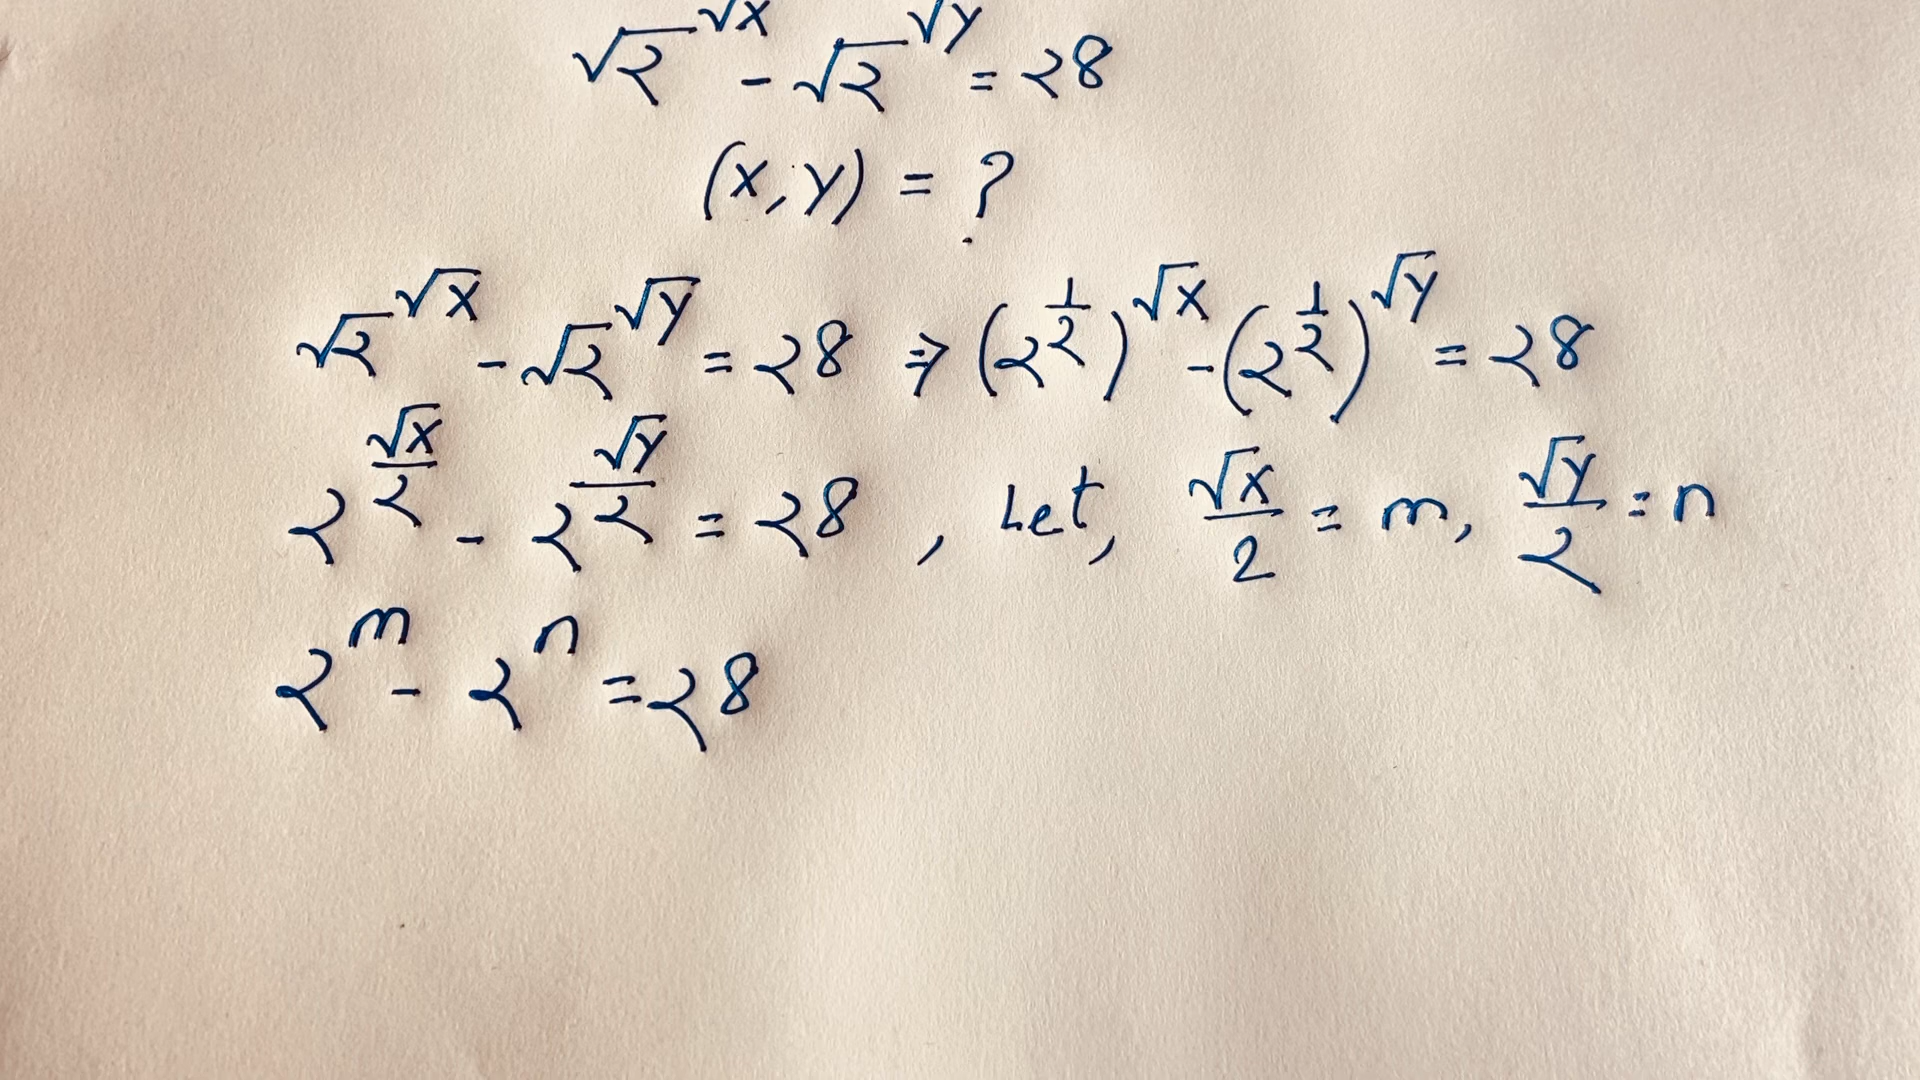 √2^√x - √2^√y = 28
(x, y) = ?
√2^√x - √2^√y = 28 ⇒ (2^(1/2))^√x - (2^(1/2))^√y = 28
2^(√x/2) - 2^(√y/2) = 28 , Let, √x/2 = m, √y/2 = n
2^m - 2^n = 28